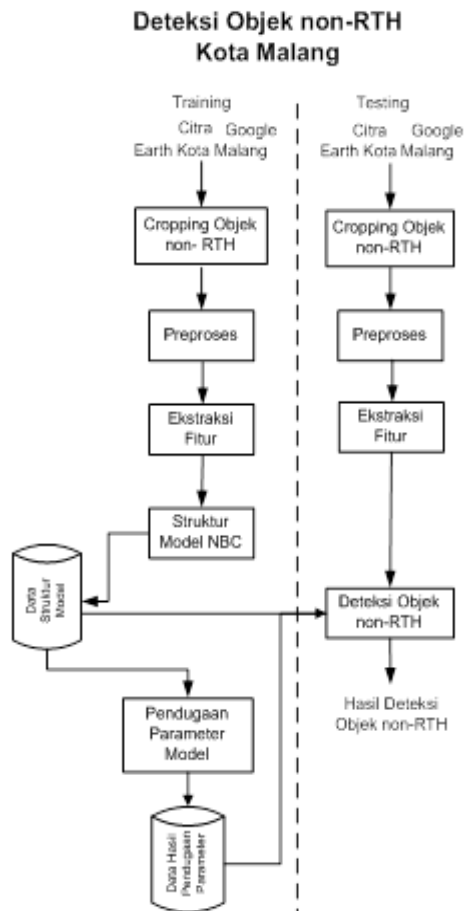 Deteksi Objek non-RTH
Kota Malang
Training
Citra Google
Earth Kota Malang
Cropping Objek
non- RTH
Preproses
Ekstraksi
Fitur
Struktur
Model NBC
Data
Struktur
Model
Pendugaan
Parameter
Model
Data Hasil
Pendugaan
Parameter
Testing
Citra Google
Earth Kota Malang
Cropping Objek
non-RTH
Preproses
Ekstraksi
Fitur
Deteksi Objek
non-RTH
Hasil Deteksi
Objek non-RTH